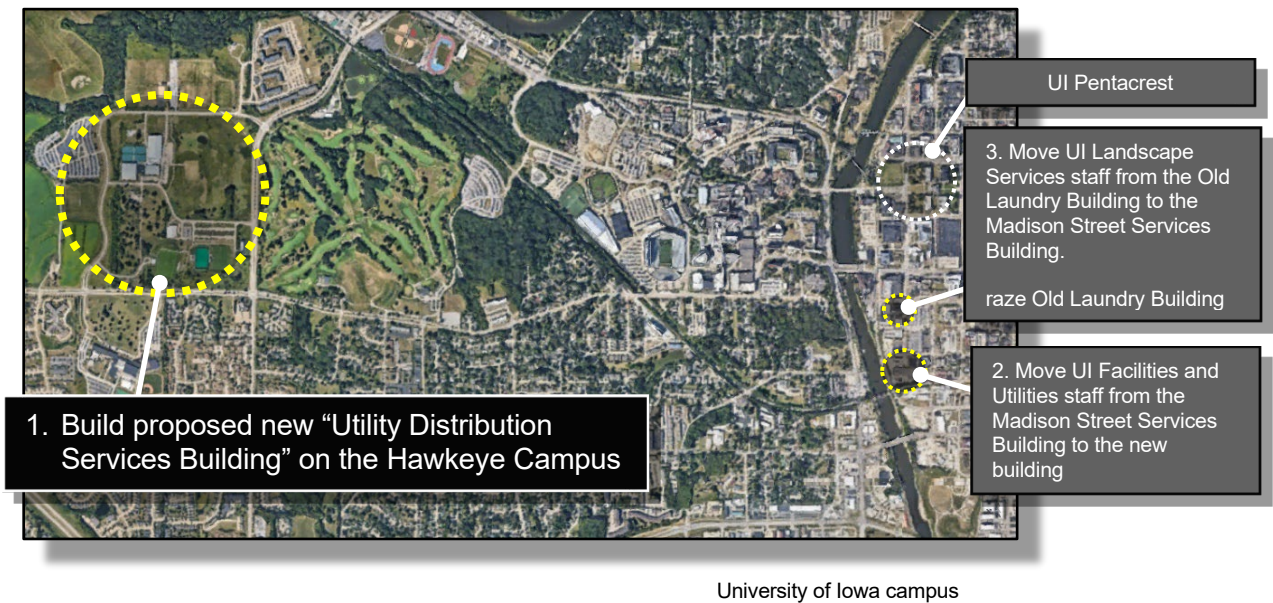 UI Pentacrest
3. Move UI Landscape
Services staff from the Old
Laundry Building to the
Madison Street Services
Building.
raze Old Laundry Building
2. Move UI Facilities and
Utilities staff from the
Madison Street Services
Building to the new
building
1. Build proposed new “Utility Distribution
Services Building” on the Hawkeye Campus
University of Iowa campus